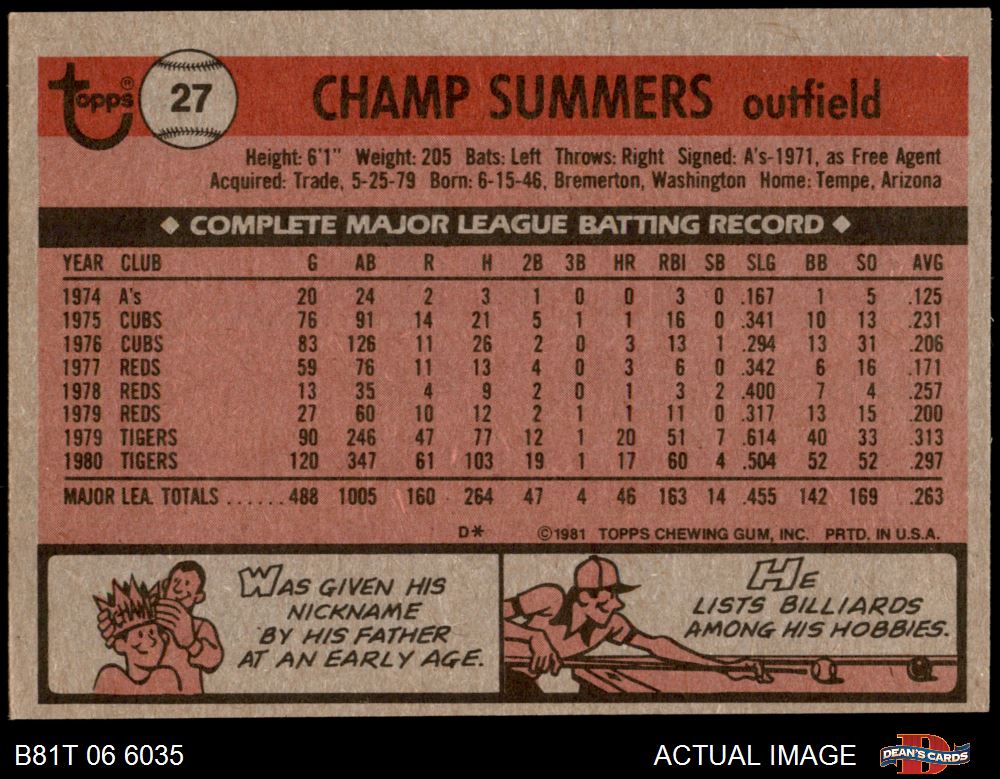 Topps® 27 CHAMP SUMMERS outfield
Height: 6'1" Weight: 205 Bats: Left Throws: Right Signed: A's-1971, as Free Agent
Acquired: Trade, 5-25-79 Born: 6-15-46, Bremerton, Washington Home: Tempe, Arizona
◆ COMPLETE MAJOR LEAGUE BATTING RECORD ◆
YEAR CLUB G AB R H 2B 3B HR RBI SB SLG BB SO AVG
1974 A's 20 24 2 3 1 0 0 3 0 .167 1 5 .125
1975 CUBS 76 91 14 21 5 1 1 16 0 .341 10 13 .231
1976 CUBS 83 126 11 26 2 0 3 13 1 .294 13 31 .206
1977 REDS 59 76 11 13 4 0 3 6 0 .342 6 16 .171
1978 REDS 13 35 4 9 2 0 1 3 2 .400 7 4 .257
1979 REDS 27 60 10 12 2 1 1 11 0 .317 13 15 .200
1979 TIGERS 90 246 47 77 12 1 20 51 7 .614 40 33 .313
1980 TIGERS 120 347 61 103 19 1 17 60 4 .504 52 52 .297
MAJOR LEA. TOTALS ...... 488 1005 160 264 47 4 46 163 14 .455 142 169 .263
D* ©1981 TOPPS CHEWING GUM, INC. PRTD. IN U.S.A.
CHAMP
WAS GIVEN HIS
NICKNAME
BY HIS FATHER
AT AN EARLY AGE.
HE
LISTS BILLIARDS
AMONG HIS HOBBIES.
B81T 06 6035 ACTUAL IMAGE DEAN'S CARDS